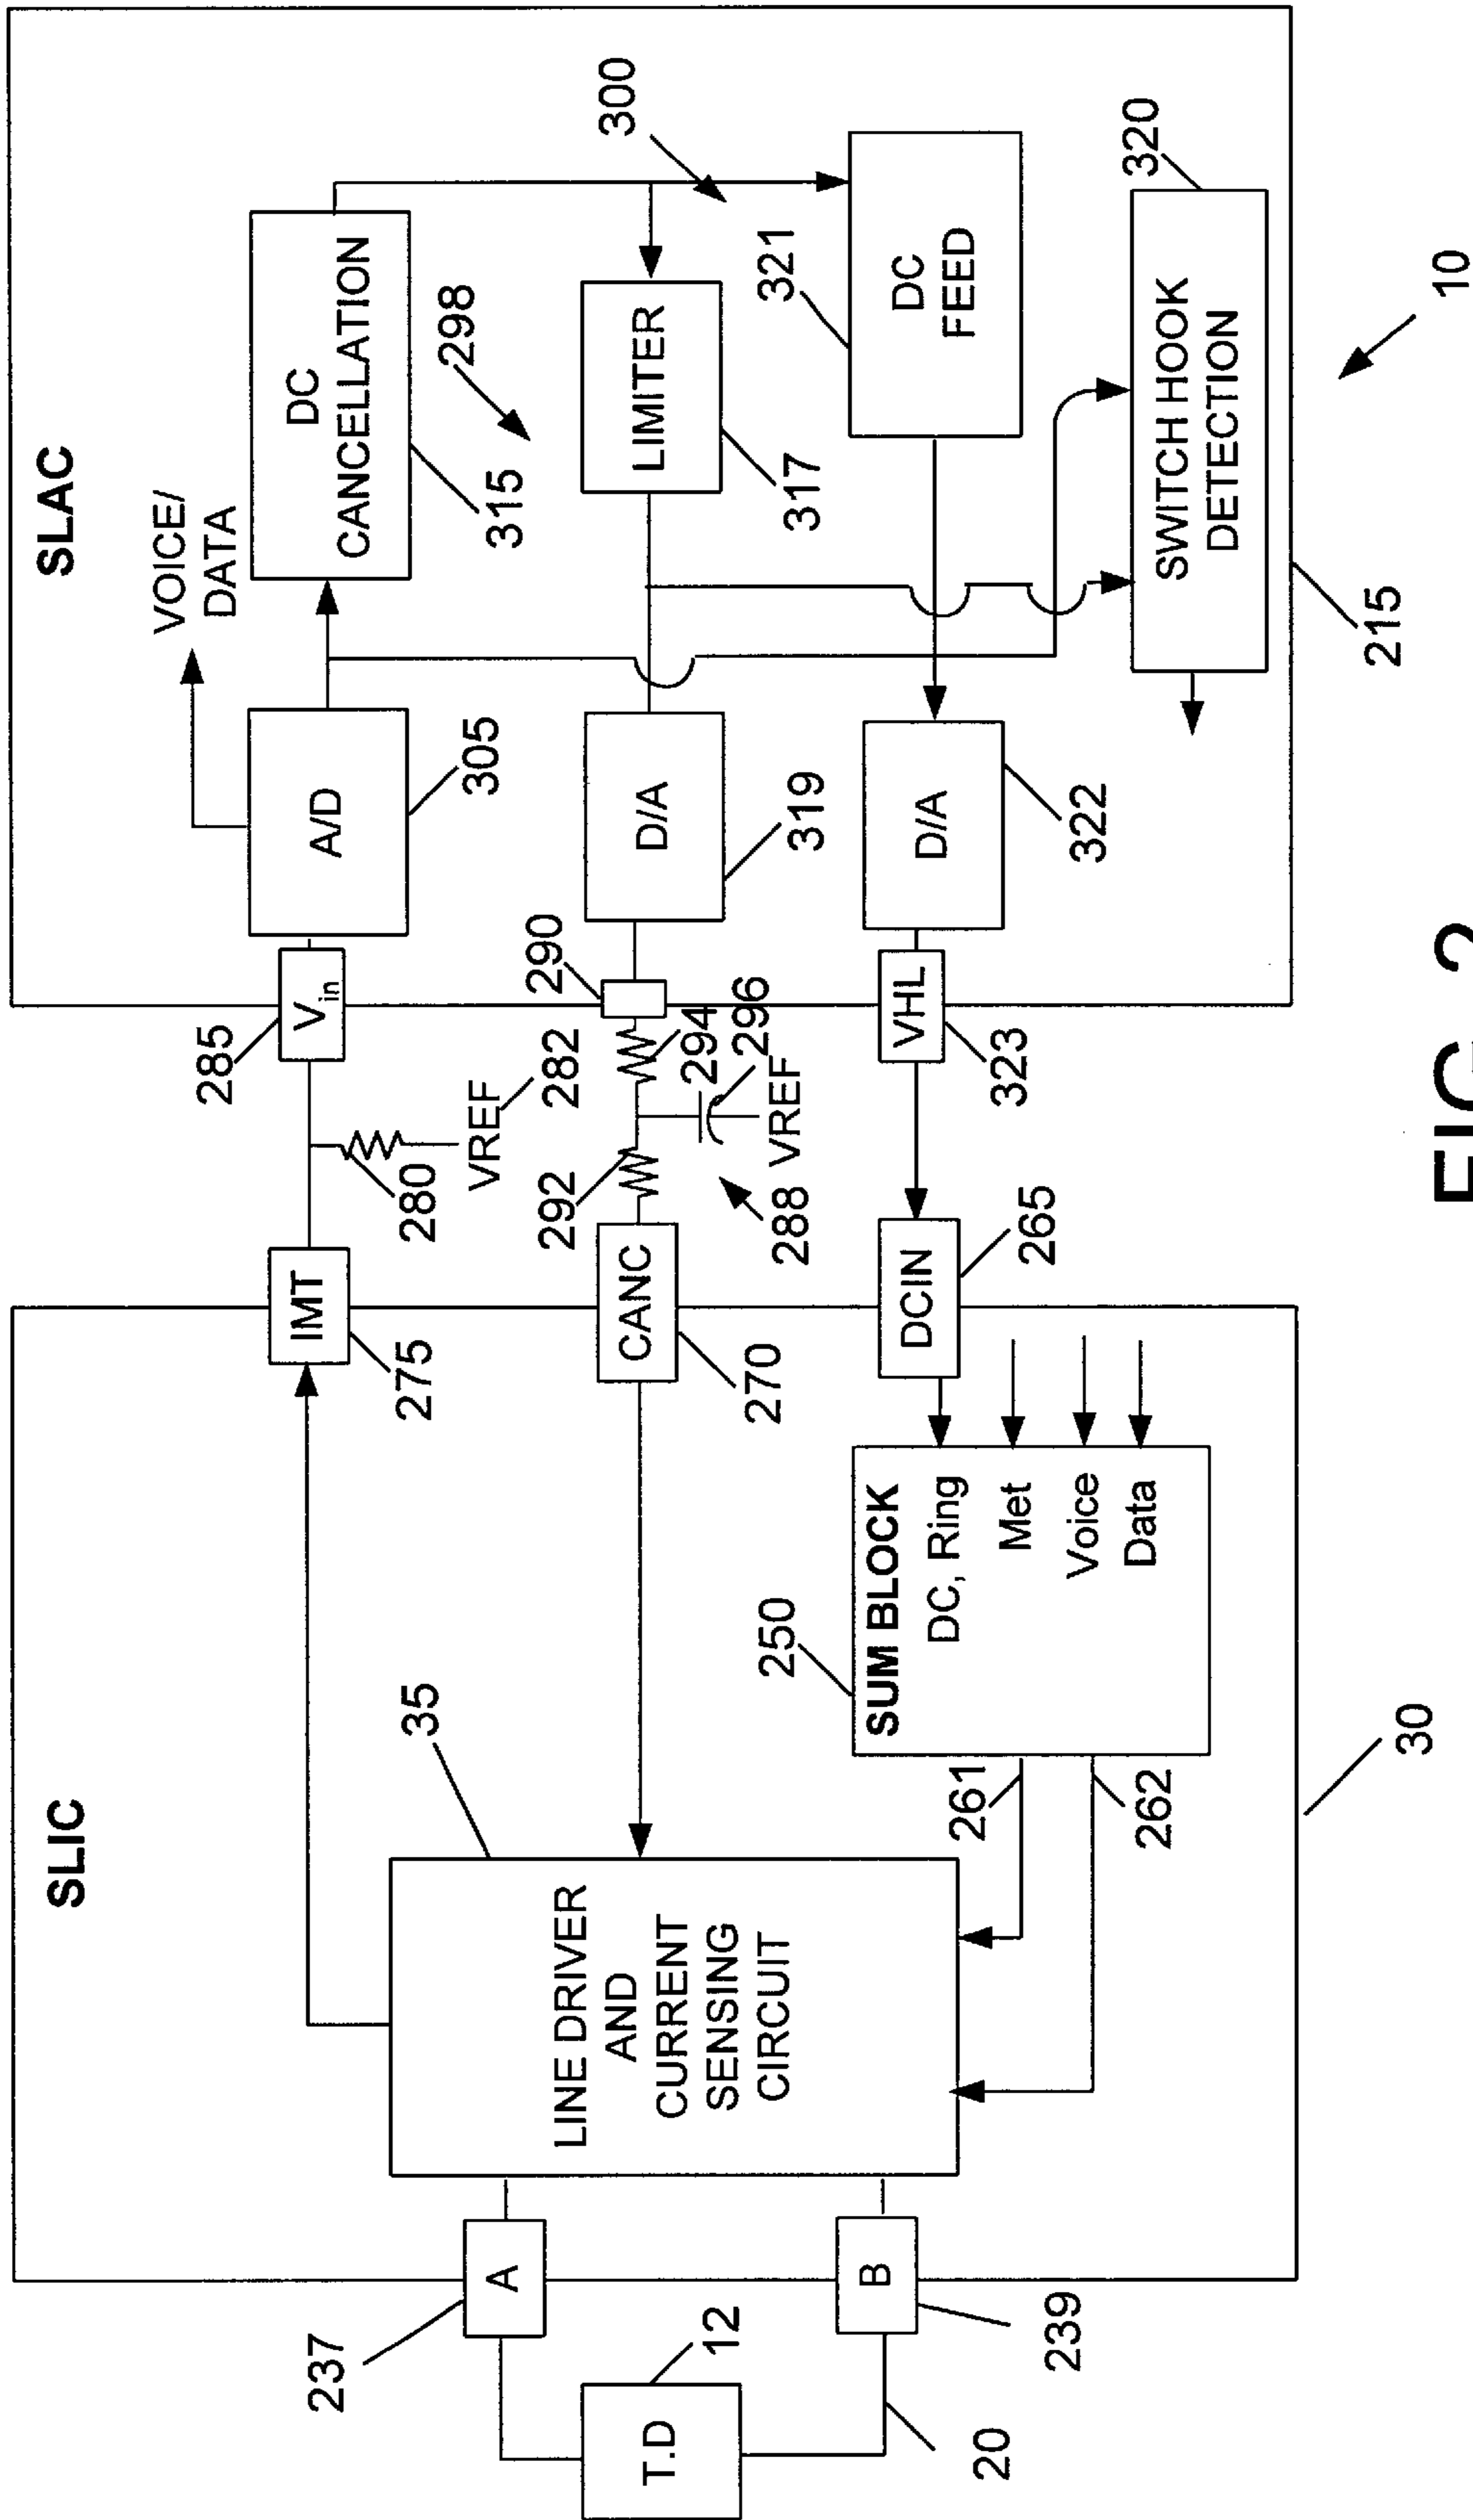 SLIC
SLAC
VOICE/
DATA
300
298
DC
CANCELLATION
315
LIMITER
317
321
DC
FEED
320
SWITCH HOOK
DETECTION
215
10
A/D
305
D/A
319
D/A
322
285
V in
290
VHL
323
280
VREF
282
292
294
296
VREF
288
IMT
275
CANC
270
DCIN
265
35
LINE DRIVER
AND
CURRENT
SENSING
CIRCUIT
250
SUM BLOCK
DC, Ring
Met
Voice
Data
261
262
30
237
A
B
239
T.D
12
20